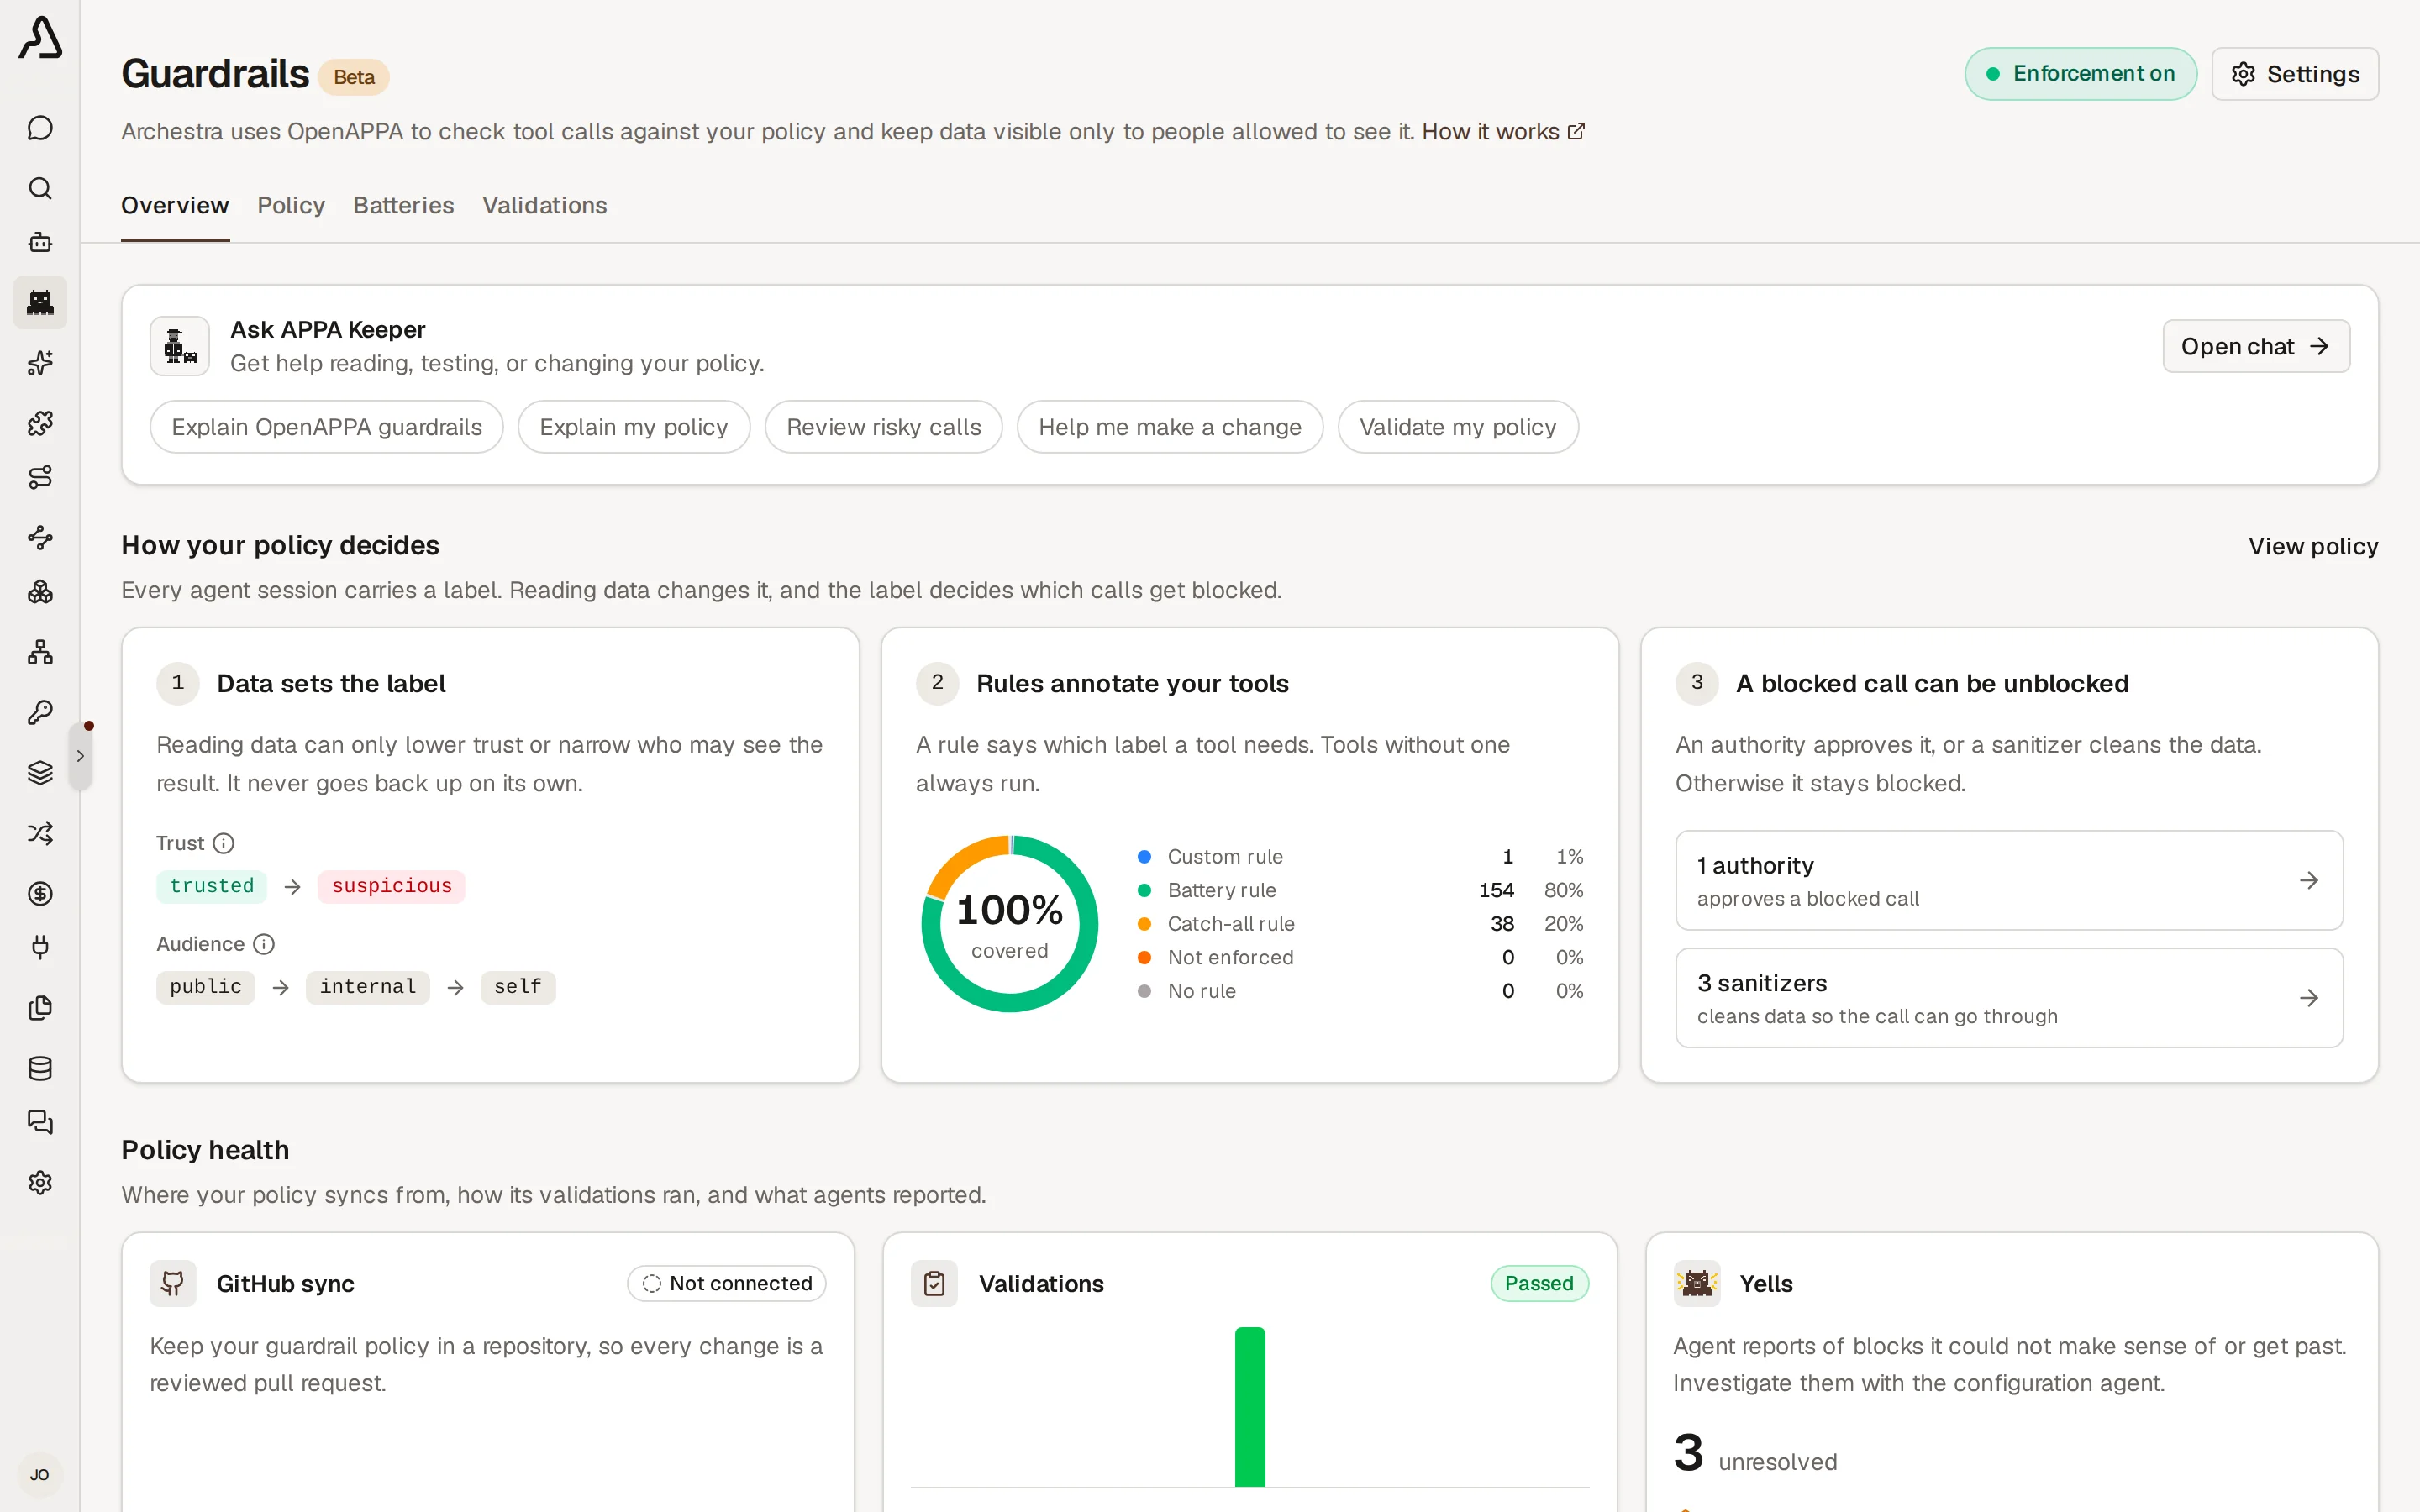 Guardrails Beta
Enforcement on
Settings
Archestra uses OpenAPPA to check tool calls against your policy and keep data visible only to people allowed to see it. How it works
Overview Policy Batteries Validations
Ask APPA Keeper
Get help reading, testing, or changing your policy.
Open chat
Explain OpenAPPA guardrails
Explain my policy
Review risky calls
Help me make a change
Validate my policy
How your policy decides
View policy
Every agent session carries a label. Reading data changes it, and the label decides which calls get blocked.
1 Data sets the label
Reading data can only lower trust or narrow who may see the
result. It never goes back up on its own.
Trust
trusted → suspicious
Audience
public → internal → self
2 Rules annotate your tools
A rule says which label a tool needs. Tools without one
always run.
100%
covered
Custom rule 1 1%
Battery rule 154 80%
Catch-all rule 38 20%
Not enforced 0 0%
No rule 0 0%
3 A blocked call can be unblocked
An authority approves it, or a sanitizer cleans the data.
Otherwise it stays blocked.
1 authority
approves a blocked call
3 sanitizers
cleans data so the call can go through
Policy health
Where your policy syncs from, how its validations ran, and what agents reported.
GitHub sync
Not connected
Keep your guardrail policy in a repository, so every change is a
reviewed pull request.
Validations
Passed
Yells
Agent reports of blocks it could not make sense of or get past.
Investigate them with the configuration agent.
3 unresolved
JO